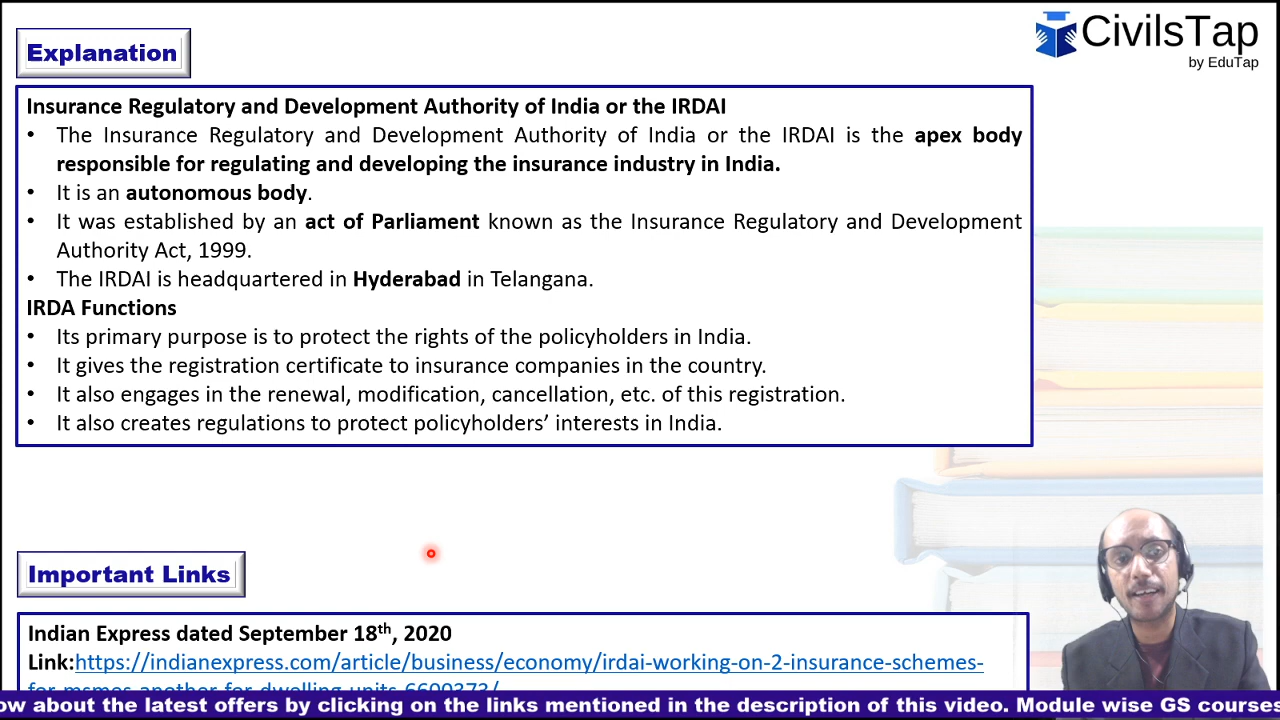 CivilsTap
by EduTap
Explanation
Insurance Regulatory and Development Authority of India or the IRDAI
• The Insurance Regulatory and Development Authority of India or the IRDAI is the apex body
responsible for regulating and developing the insurance industry in India.
• It is an autonomous body.
• It was established by an act of Parliament known as the Insurance Regulatory and Development
Authority Act, 1999.
• The IRDAI is headquartered in Hyderabad in Telangana.
IRDA Functions
• Its primary purpose is to protect the rights of the policyholders in India.
• It gives the registration certificate to insurance companies in the country.
• It also engages in the renewal, modification, cancellation, etc. of this registration.
• It also creates regulations to protect policyholders’ interests in India.
Important Links
Indian Express dated September 18th, 2020
Link:https://indianexpress.com/article/business/economy/irdai-working-on-2-insurance-schemes-
for-msmes-another-for-dwelling-units-6600373/
ow about the latest offers by clicking on the links mentioned in the description of this video. Module wise GS courses